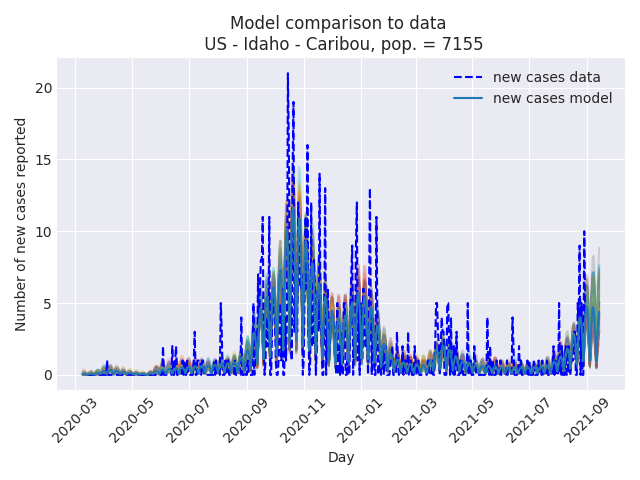 Model comparison to data
US - Idaho - Caribou, pop. = 7155
new cases data
new cases model
Number of new cases reported
20
15
10
5
0
2020-03
2020-05
2020-07
2020-09
2020-11
2021-01
2021-03
2021-05
2021-07
2021-09
Day